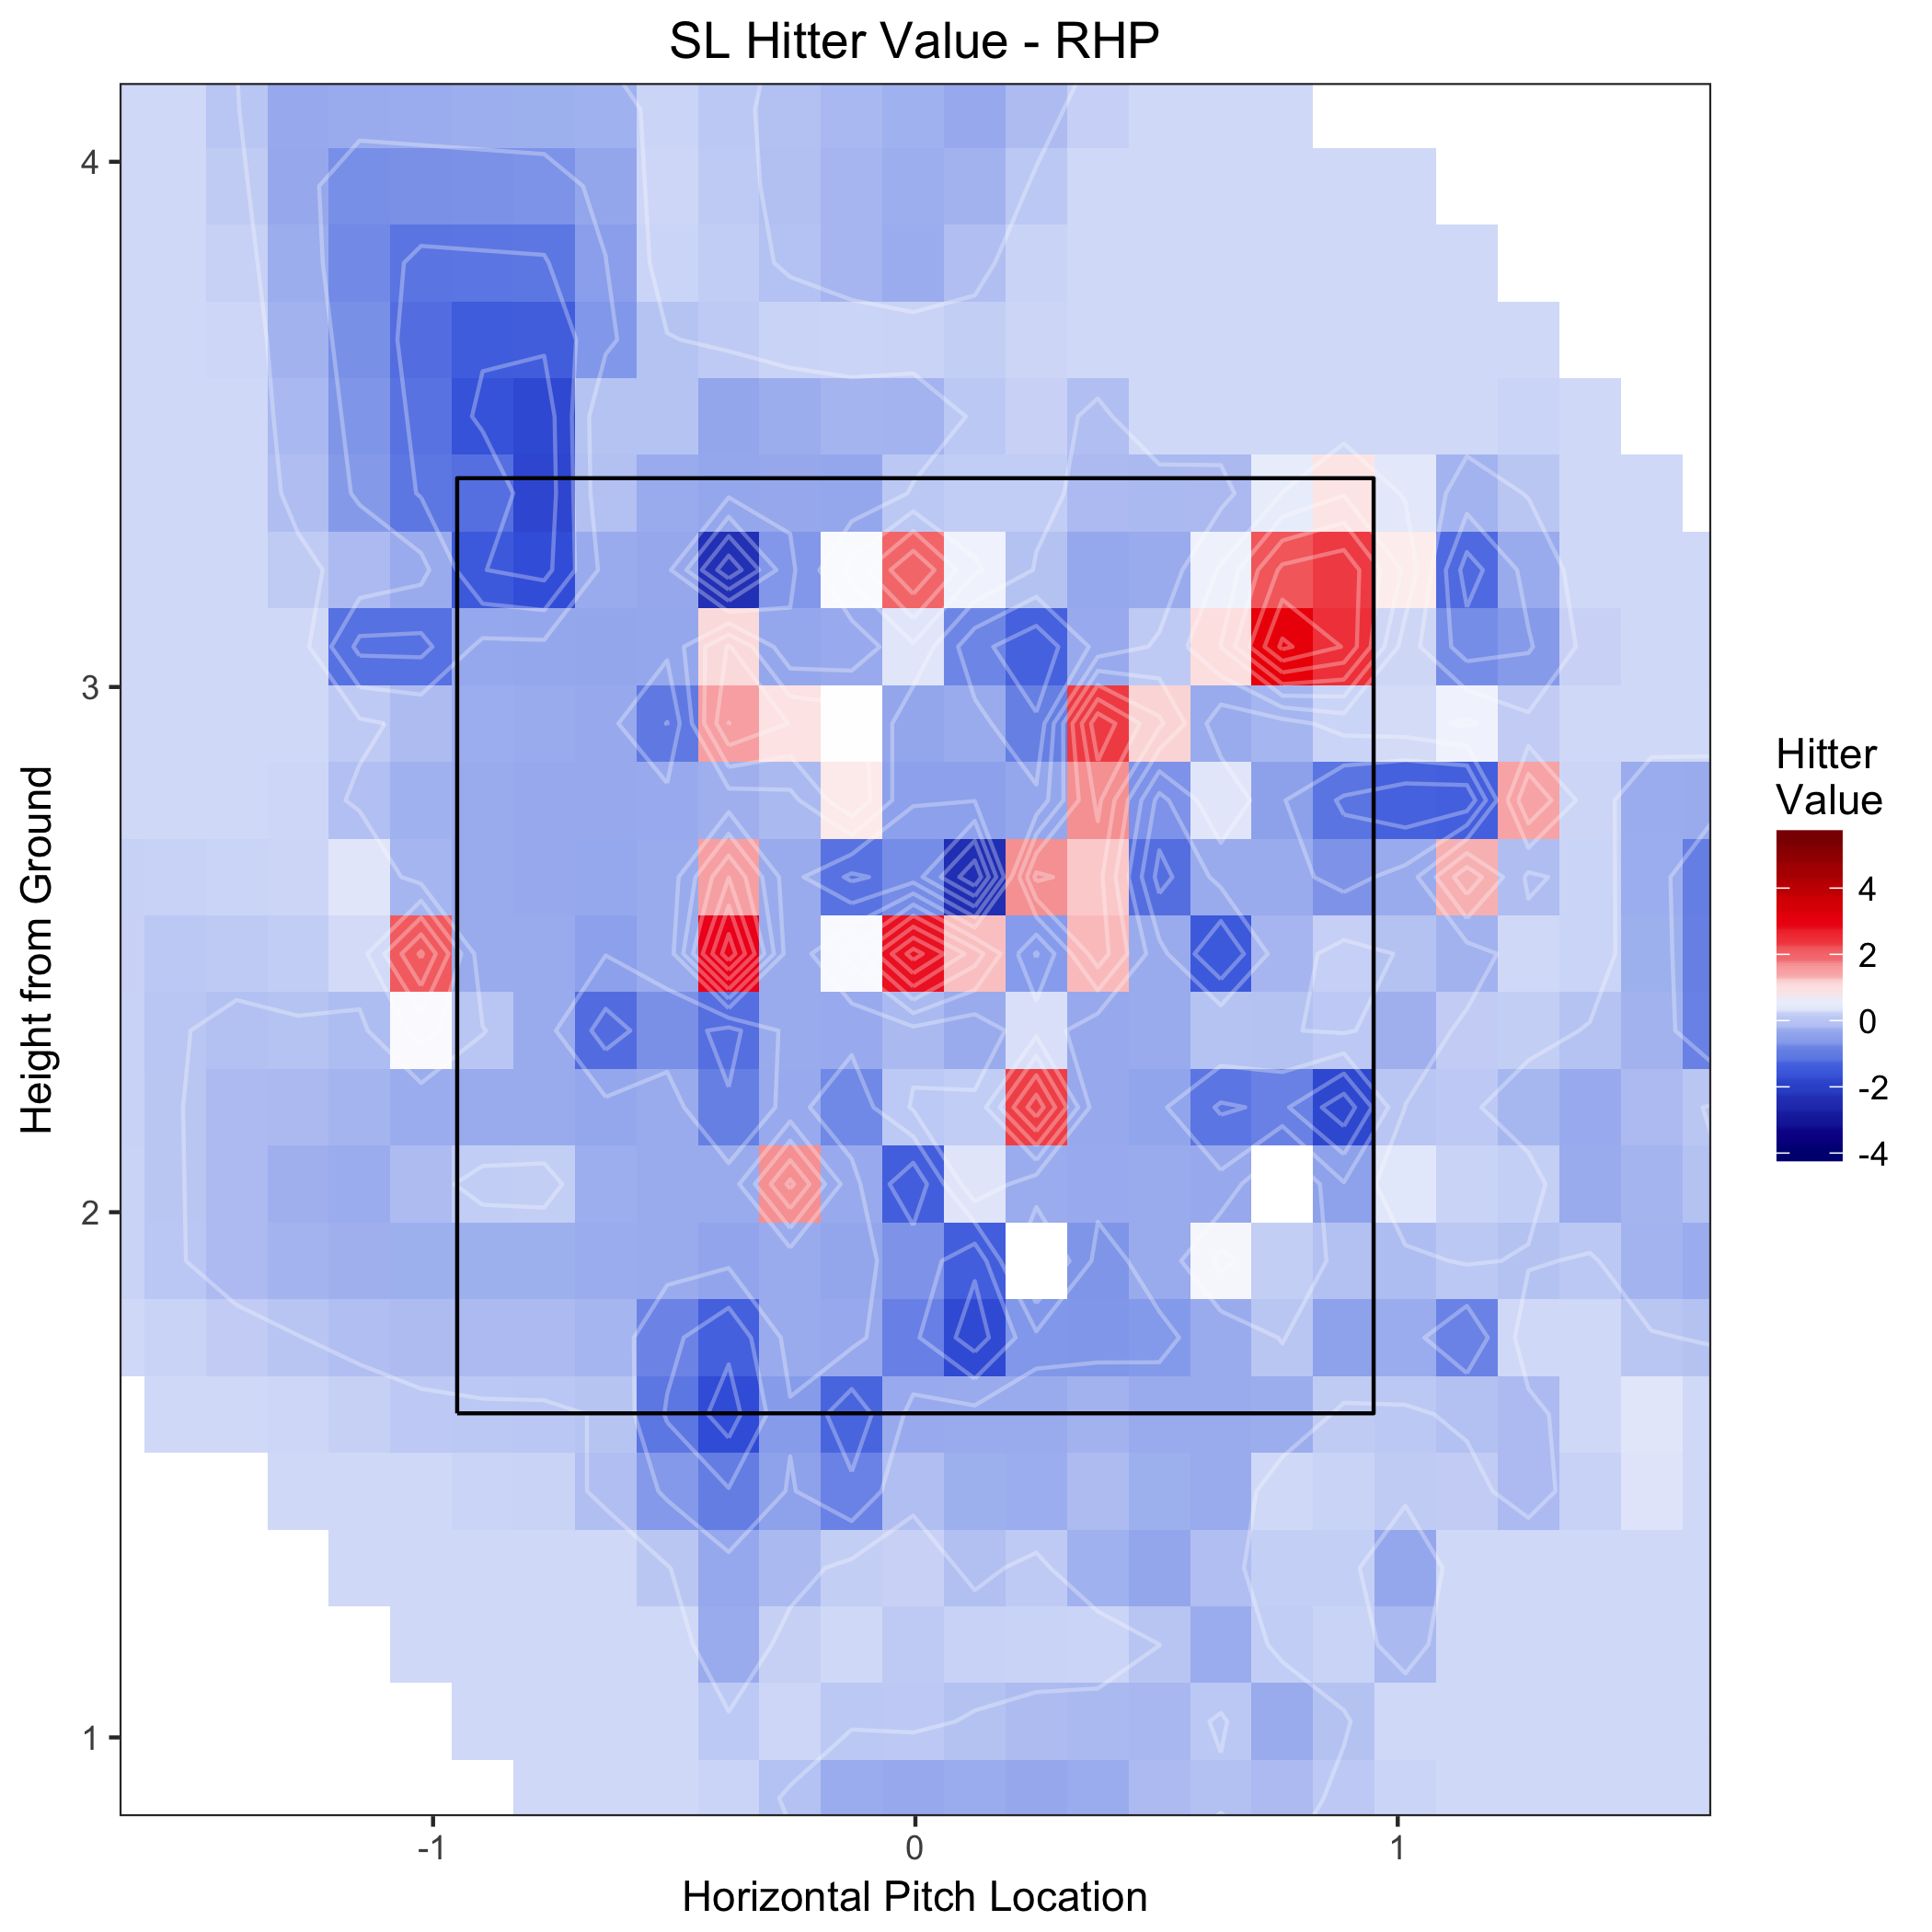 SL Hitter Value - RHP
4
3
2
1
Height from Ground
-1 0 1
Horizontal Pitch Location
Hitter
Value
4
2
0
-2
-4